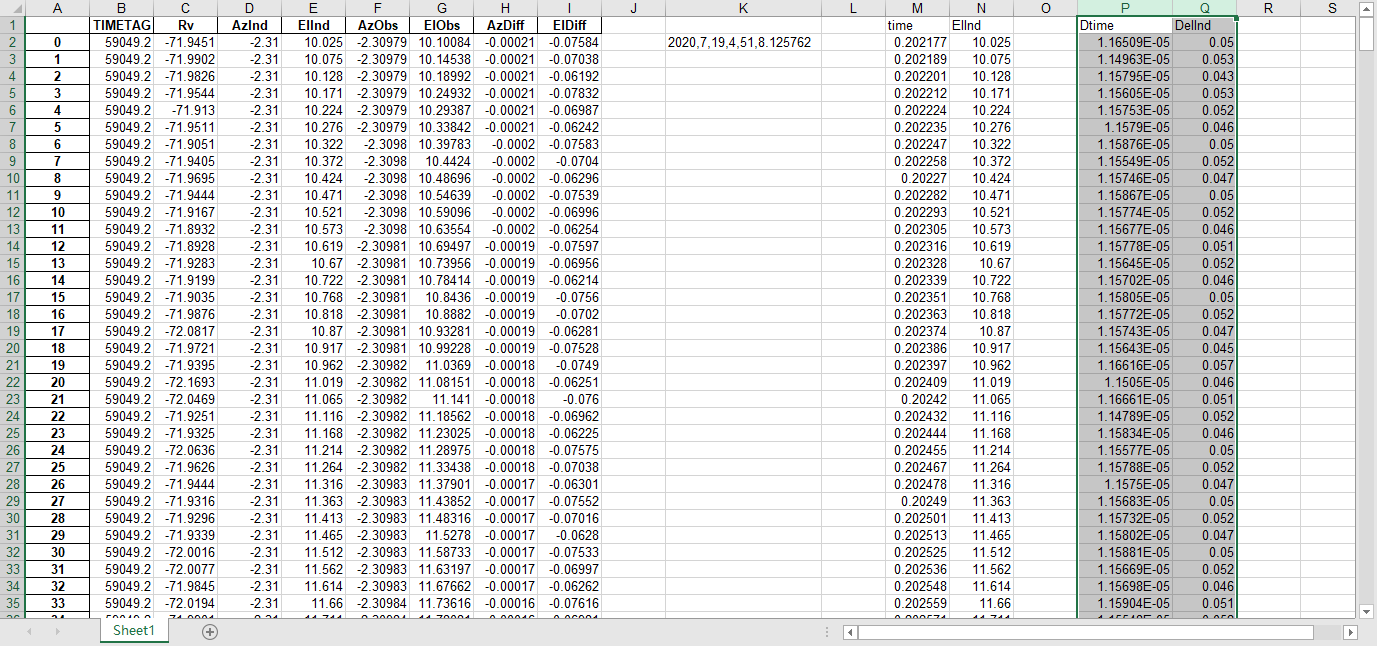 A B C D E F G H I J K L M N O P Q R S
1 TIMETAG Rv AzInd ElInd AzObs ElObs AzDiff ElDiff time ElInd Dtime DelInd
2 0 59049.2 -71.9451 -2.31 10.025 -2.30979 10.10084 -0.00021 -0.07584 2020,7,19,4,51,8.125762 0.202177 10.025 1.16509E-05 0.05
3 1 59049.2 -71.9902 -2.31 10.075 -2.30979 10.14538 -0.00021 -0.07038 0.202189 10.075 1.14963E-05 0.053
4 2 59049.2 -71.9826 -2.31 10.128 -2.30979 10.18992 -0.00021 -0.06192 0.202201 10.128 1.15795E-05 0.043
5 3 59049.2 -71.9544 -2.31 10.171 -2.30979 10.24932 -0.00021 -0.07832 0.202212 10.171 1.15605E-05 0.053
6 4 59049.2 -71.913 -2.31 10.224 -2.30979 10.29387 -0.00021 -0.06987 0.202224 10.224 1.15753E-05 0.052
7 5 59049.2 -71.9511 -2.31 10.276 -2.30979 10.33842 -0.00021 -0.06242 0.202235 10.276 1.1579E-05 0.046
8 6 59049.2 -71.9051 -2.31 10.322 -2.3098 10.39783 -0.0002 -0.07583 0.202247 10.322 1.15876E-05 0.05
9 7 59049.2 -71.9405 -2.31 10.372 -2.3098 10.4424 -0.0002 -0.0704 0.202258 10.372 1.15549E-05 0.052
10 8 59049.2 -71.9695 -2.31 10.424 -2.3098 10.48696 -0.0002 -0.06296 0.20227 10.424 1.15746E-05 0.047
11 9 59049.2 -71.9444 -2.31 10.471 -2.3098 10.54639 -0.0002 -0.07539 0.202282 10.471 1.15867E-05 0.05
12 10 59049.2 -71.9167 -2.31 10.521 -2.3098 10.59096 -0.0002 -0.06996 0.202293 10.521 1.15774E-05 0.052
13 11 59049.2 -71.8932 -2.31 10.573 -2.3098 10.63554 -0.0002 -0.06254 0.202305 10.573 1.15677E-05 0.046
14 12 59049.2 -71.8928 -2.31 10.619 -2.30981 10.69497 -0.00019 -0.07597 0.202316 10.619 1.15778E-05 0.051
15 13 59049.2 -71.9283 -2.31 10.67 -2.30981 10.73956 -0.00019 -0.06956 0.202328 10.67 1.15645E-05 0.052
16 14 59049.2 -71.9199 -2.31 10.722 -2.30981 10.78414 -0.00019 -0.06214 0.202339 10.722 1.15702E-05 0.046
17 15 59049.2 -71.9035 -2.31 10.768 -2.30981 10.8436 -0.00019 -0.0756 0.202351 10.768 1.15805E-05 0.05
18 16 59049.2 -71.9876 -2.31 10.818 -2.30981 10.8882 -0.00019 -0.0702 0.202363 10.818 1.15772E-05 0.052
19 17 59049.2 -72.0817 -2.31 10.87 -2.30981 10.93281 -0.00019 -0.06281 0.202374 10.87 1.15743E-05 0.047
20 18 59049.2 -71.9721 -2.31 10.917 -2.30981 10.99228 -0.00019 -0.07528 0.202386 10.917 1.15643E-05 0.045
21 19 59049.2 -71.9395 -2.31 10.962 -2.30982 11.0369 -0.00018 -0.0749 0.202397 10.962 1.16616E-05 0.057
22 20 59049.2 -72.1693 -2.31 11.019 -2.30982 11.08151 -0.00018 -0.06251 0.202409 11.019 1.1505E-05 0.046
23 21 59049.2 -72.0469 -2.31 11.065 -2.30982 11.141 -0.00018 -0.076 0.20242 11.065 1.16661E-05 0.051
24 22 59049.2 -71.9251 -2.31 11.116 -2.30982 11.18562 -0.00018 -0.06962 0.202432 11.116 1.14789E-05 0.052
25 23 59049.2 -71.9325 -2.31 11.168 -2.30982 11.23025 -0.00018 -0.06225 0.202444 11.168 1.15834E-05 0.046
26 24 59049.2 -72.0636 -2.31 11.214 -2.30982 11.28975 -0.00018 -0.07575 0.202455 11.214 1.15577E-05 0.05
27 25 59049.2 -71.9626 -2.31 11.264 -2.30982 11.33438 -0.00018 -0.07038 0.202467 11.264 1.15788E-05 0.052
28 26 59049.2 -71.9444 -2.31 11.316 -2.30983 11.37901 -0.00017 -0.06301 0.202478 11.316 1.1575E-05 0.047
29 27 59049.2 -71.9316 -2.31 11.363 -2.30983 11.43852 -0.00017 -0.07552 0.20249 11.363 1.15683E-05 0.05
30 28 59049.2 -71.9296 -2.31 11.413 -2.30983 11.48316 -0.00017 -0.07016 0.202501 11.413 1.15732E-05 0.052
31 29 59049.2 -71.9339 -2.31 11.465 -2.30983 11.5278 -0.00017 -0.0628 0.202513 11.465 1.15802E-05 0.047
32 30 59049.2 -72.0016 -2.31 11.512 -2.30983 11.58733 -0.00017 -0.07533 0.202525 11.512 1.15881E-05 0.05
33 31 59049.2 -72.0077 -2.31 11.562 -2.30983 11.63197 -0.00017 -0.06997 0.202536 11.562 1.15669E-05 0.052
34 32 59049.2 -71.9845 -2.31 11.614 -2.30983 11.67662 -0.00017 -0.06262 0.202548 11.614 1.15698E-05 0.046
35 33 59049.2 -72.0194 -2.31 11.66 -2.30984 11.73616 -0.00016 -0.07616 0.202559 11.66 1.15904E-05 0.051
Sheet1